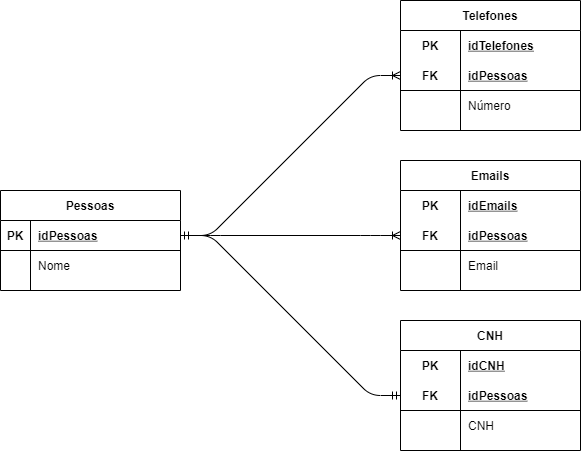 Telefones
PK idTelefones
FK idPessoas
Número
Emails
PK idEmails
FK idPessoas
Email
Pessoas
PK idPessoas
Nome
CNH
PK idCNH
FK idPessoas
CNH